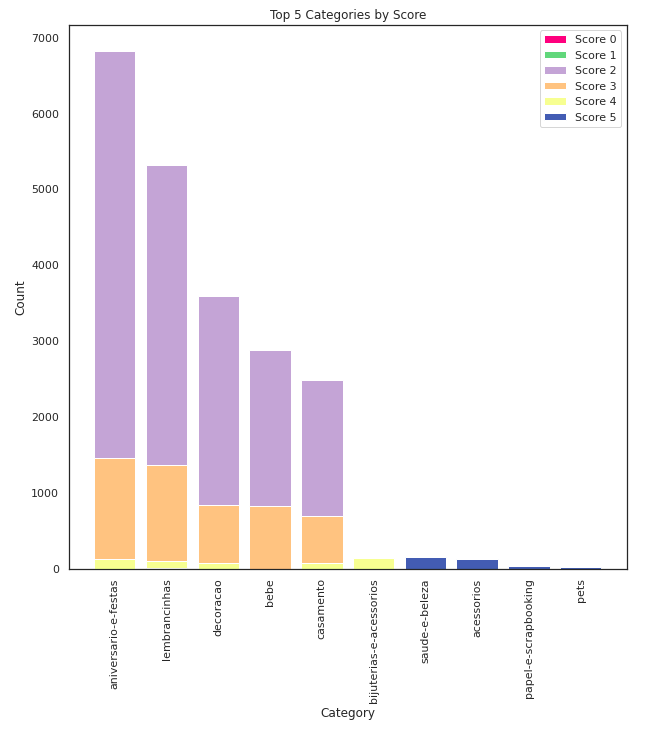 Top 5 Categories by Score
Score 0
Score 1
Score 2
Score 3
Score 4
Score 5
7000
6000
5000
4000
3000
2000
1000
0
Count
aniversario-e-festas
lembrancinhas
decoracao
bebe
casamento
bijuterias-e-acessorios
saude-e-beleza
acessorios
papel-e-scrapbooking
pets
Category